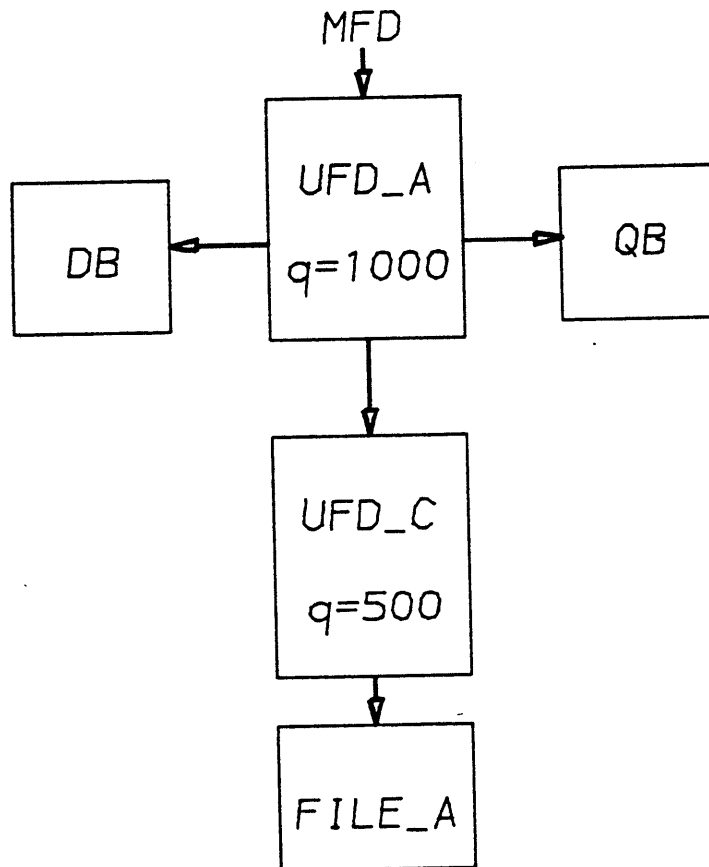 MFD
UFD_A
q=1000
DB
QB
UFD_C
q=500
FILE_A